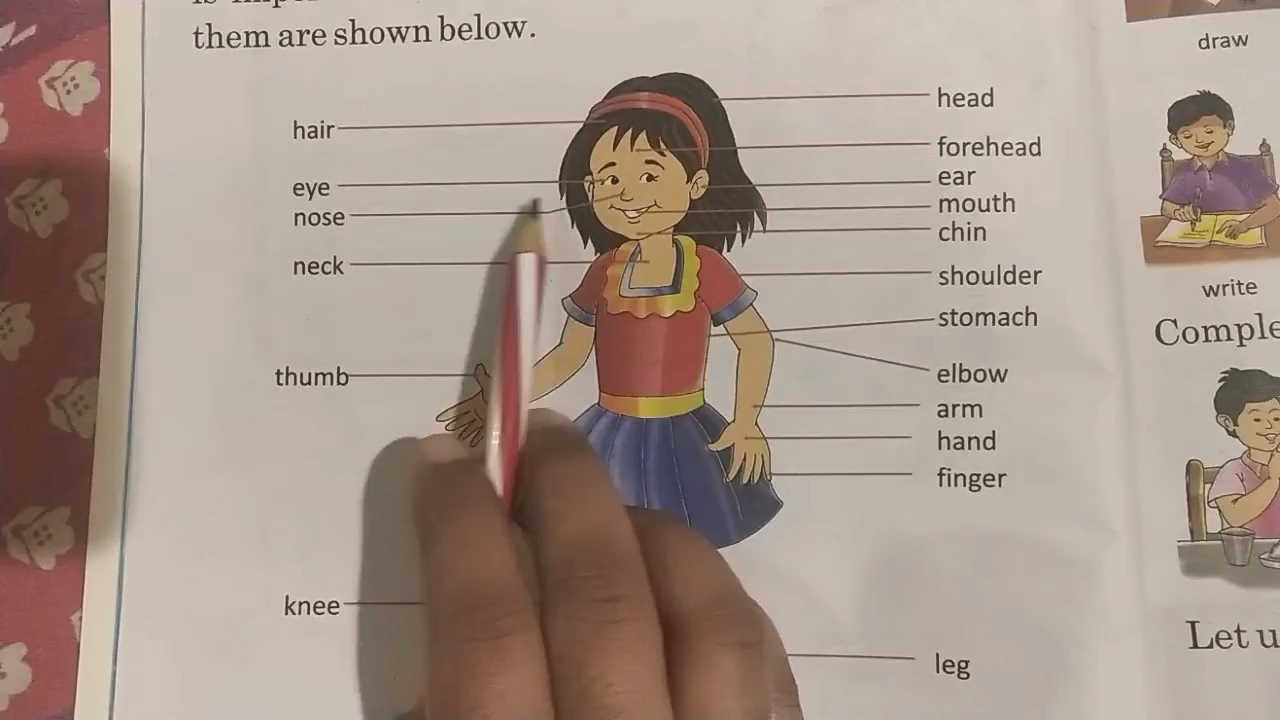 them are shown below.
hair
eye
nose
neck
thumb
knee
head
forehead
ear
mouth
chin
shoulder
stomach
elbow
arm
hand
finger
leg
draw
write
Let